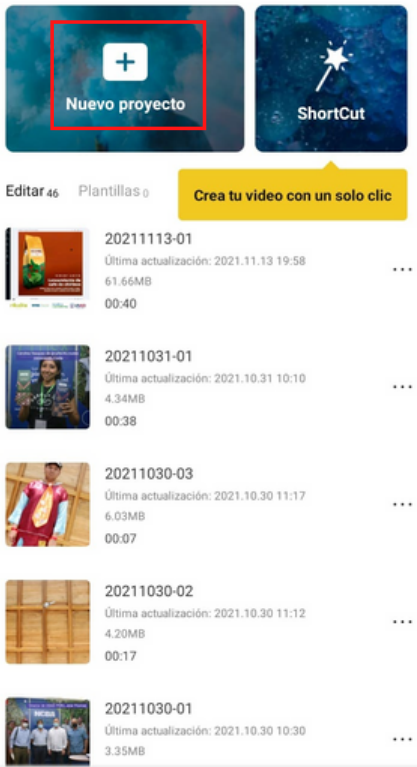 Nuevo proyecto
ShortCut
Editar 46 Plantillas 0
Crea tu video con un solo clic
20211113-01
Última actualización: 2021.11.13 19:58
61.66MB
00:40
20211031-01
Última actualización: 2021.10.31 10:10
4.34MB
00:38
20211030-03
Última actualización: 2021.10.30 11:17
6.03MB
00:07
20211030-02
Última actualización: 2021.10.30 11:12
4.20MB
00:17
20211030-01
Última actualización: 2021.10.30 10:30
3.35MB